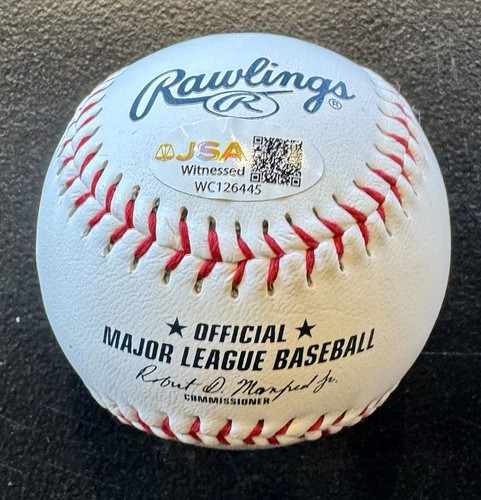 Rawlings ®
R
JSA
Witnessed
WC126445
★ OFFICIAL ★
MAJOR LEAGUE BASEBALL
Robert D. Manfred Jr.
COMMISSIONER